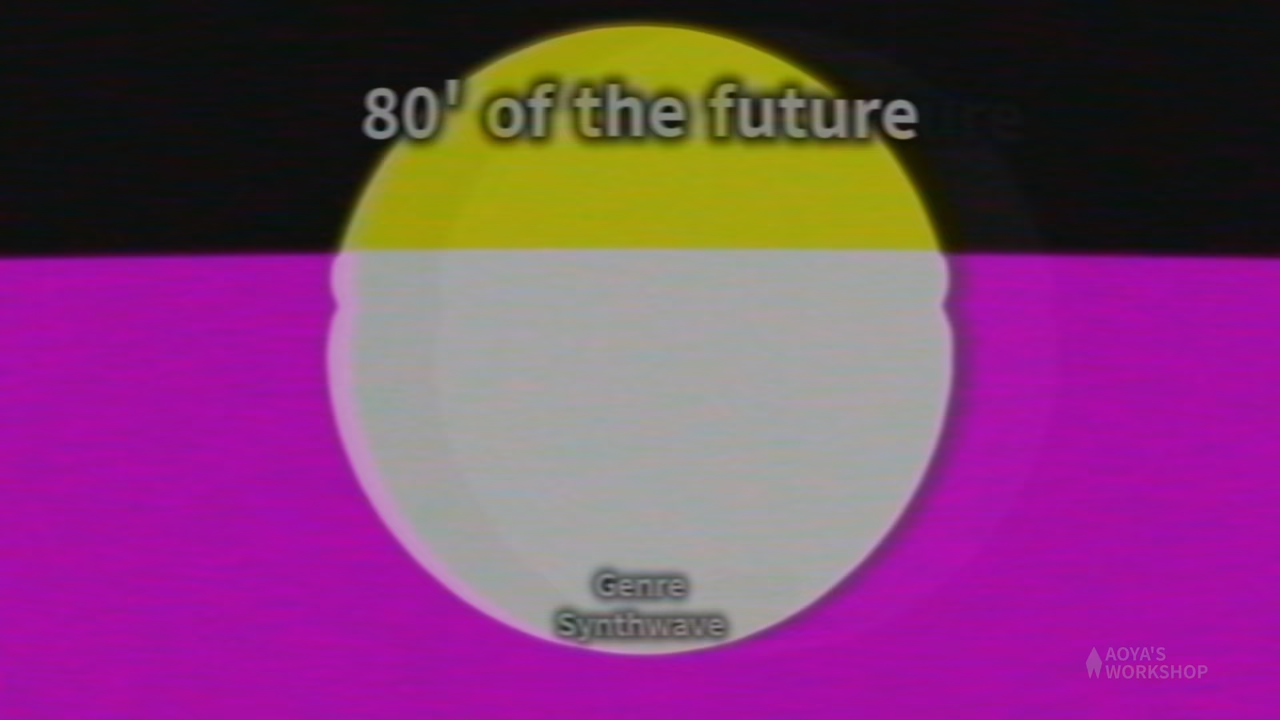 80' of the future
Genre
Synthwave
AOYA'S
WORKSHOP